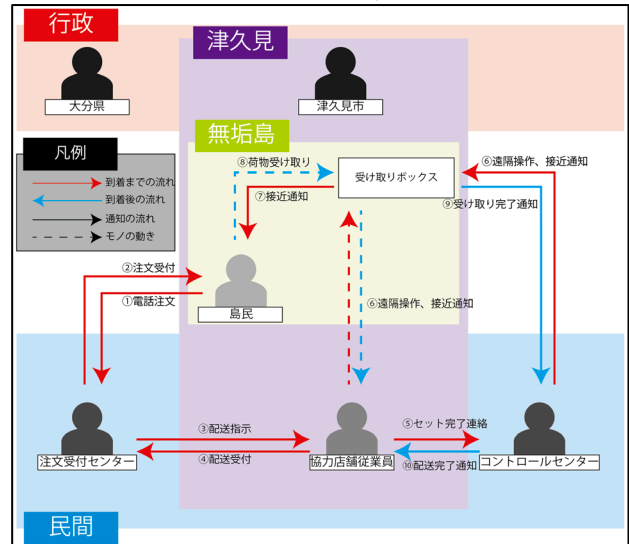 行政
津久見
大分県
津久見市
無垢島
凡例
到着までの流れ
到着後の流れ
通知の流れ
モノの動き
⑧荷物受け取り
受け取りボックス
⑥遠隔操作、接近通知
⑦接近通知
⑨受け取り完了通知
②注文受付
①電話注文
島民
⑥遠隔操作、接近通知
③配送指示
④配送受付
⑤セット完了連絡
⑩配送完了通知
注文受付センター
協力店舗従業員
コントロールセンター
民間